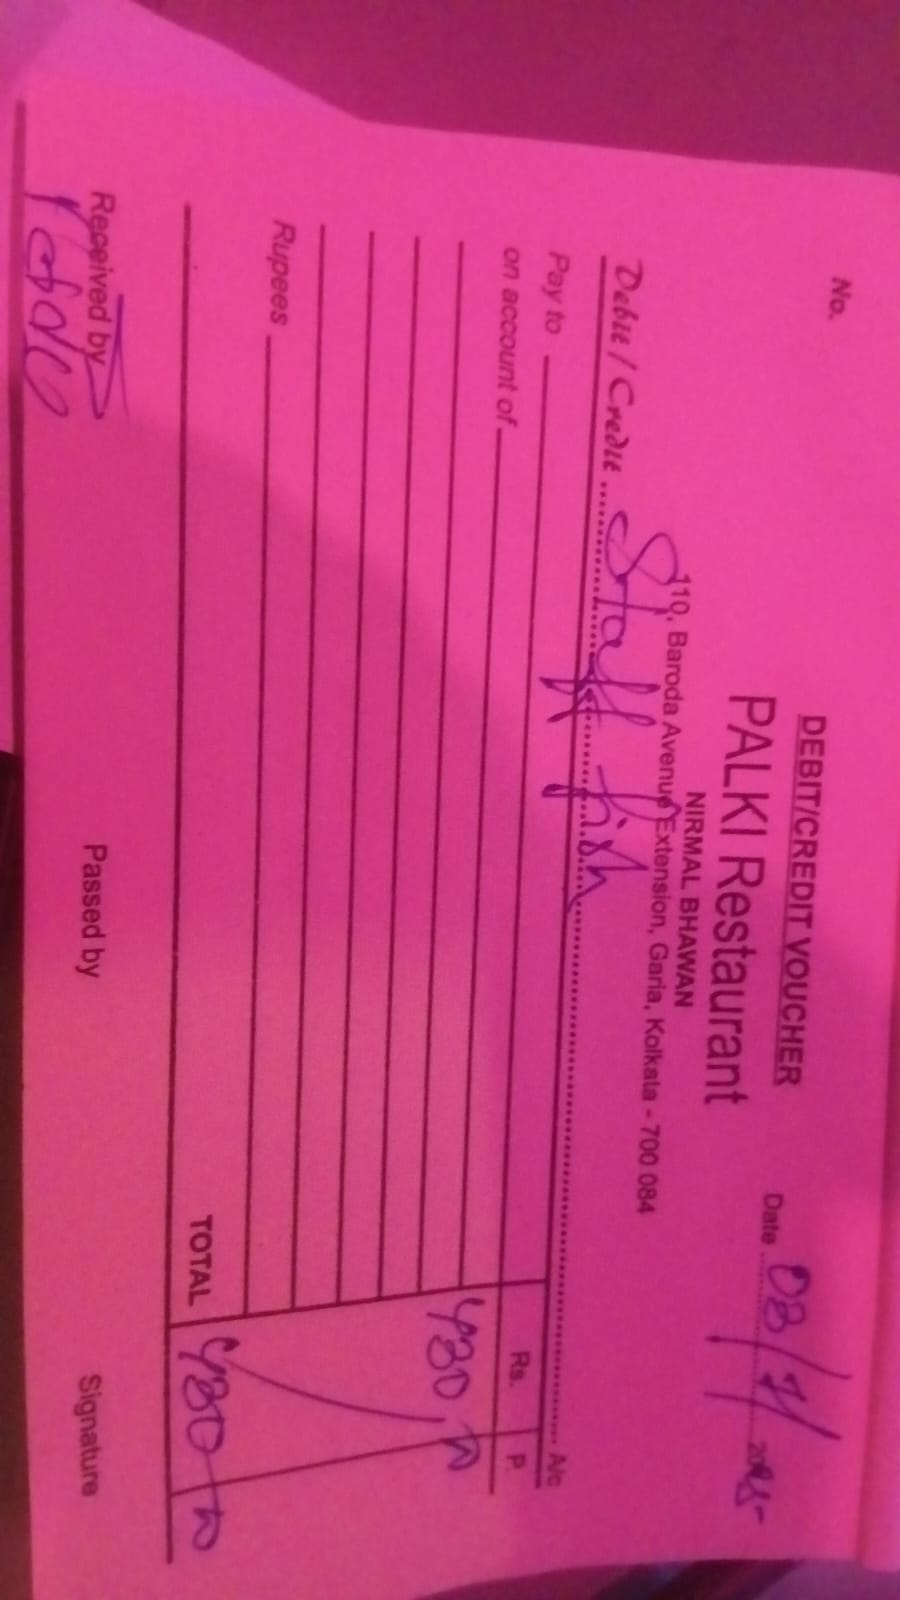 No.
DEBIT/CREDIT VOUCHER
PALKI Restaurant
NIRMAL BHAWAN
110, Baroda Avenue Extension, Garia, Kolkata - 700 084
Date 08/7/2025
Debit / Credit Staff fish A/c
Pay to
on account of Rs. P.
480
Rupees
TOTAL 480
Received by Passed by Signature